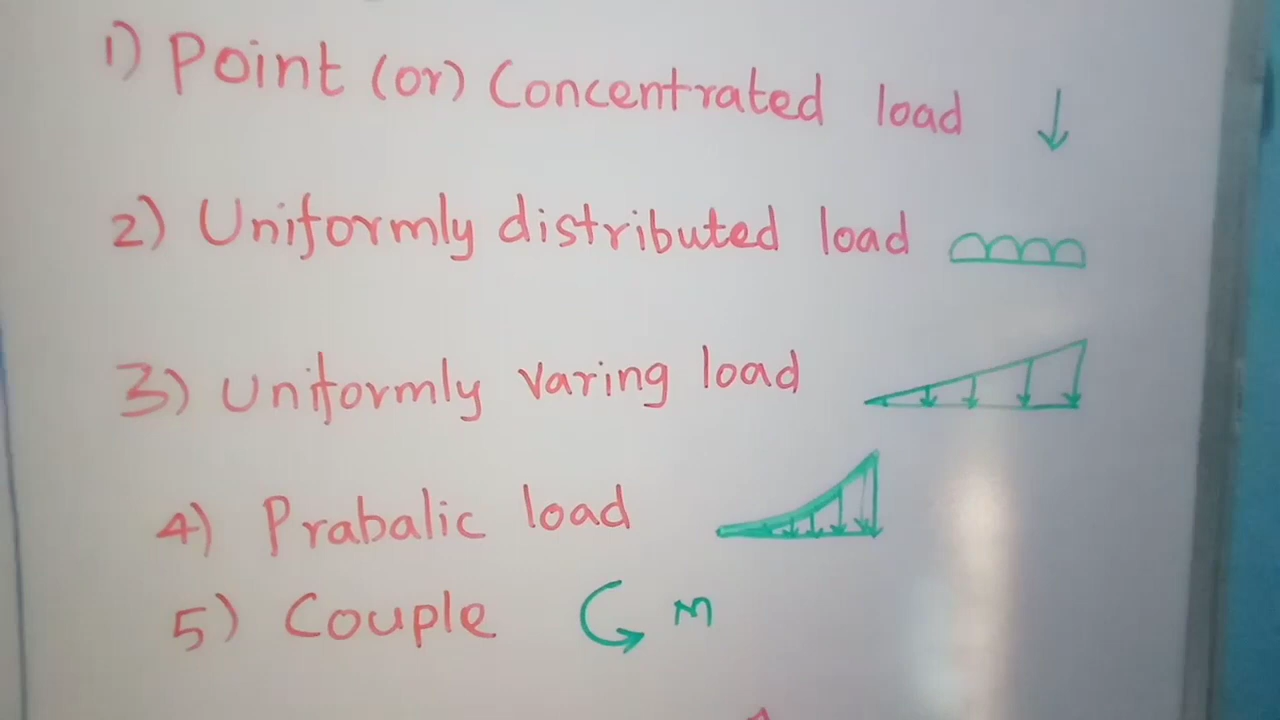 1) Point (or) Concentrated load
2) Uniformly distributed load
3) Uniformly varing load
4) Prabalic load
5) Couple M